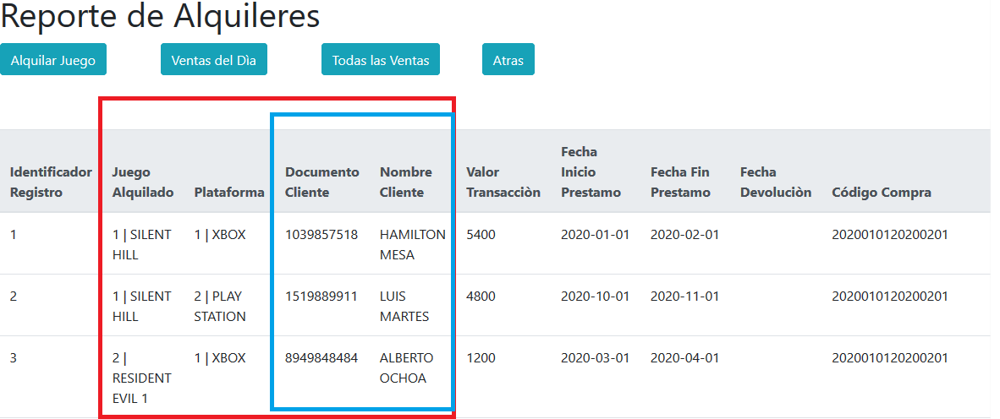 Reporte de Alquileres
Alquilar Juego Ventas del Dìa Todas las Ventas Atras
Identificador Registro Juego Alquilado Plataforma Documento Cliente Nombre Cliente Valor Transacciòn Fecha Inicio Prestamo Fecha Fin Prestamo Fecha Devoluciòn Código Compra
1 1 | SILENT HILL 1 | XBOX 1039857518 HAMILTON MESA 5400 2020-01-01 2020-02-01 2020010120200201
2 1 | SILENT HILL 2 | PLAY STATION 1519889911 LUIS MARTES 4800 2020-10-01 2020-11-01 2020010120200201
3 2 | RESIDENT EVIL 1 1 | XBOX 8949848484 ALBERTO OCHOA 1200 2020-03-01 2020-04-01 2020010120200201